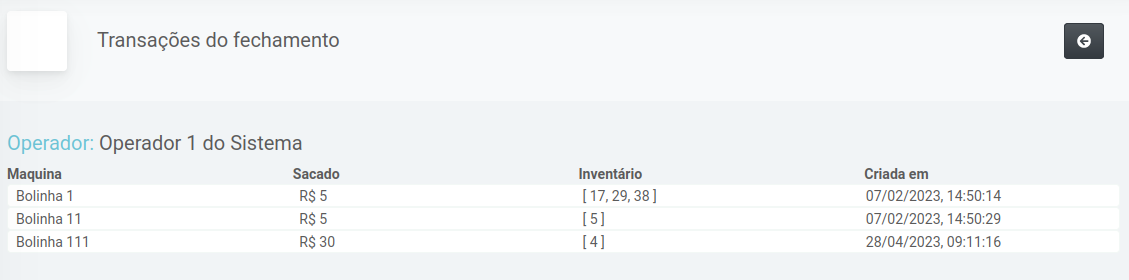 Transações do fechamento
Operador: Operador 1 do Sistema
Maquina Sacado Inventário Criada em
Bolinha 1 R$ 5 [ 17, 29, 38 ] 07/02/2023, 14:50:14
Bolinha 11 R$ 5 [ 5 ] 07/02/2023, 14:50:29
Bolinha 111 R$ 30 [ 4 ] 28/04/2023, 09:11:16